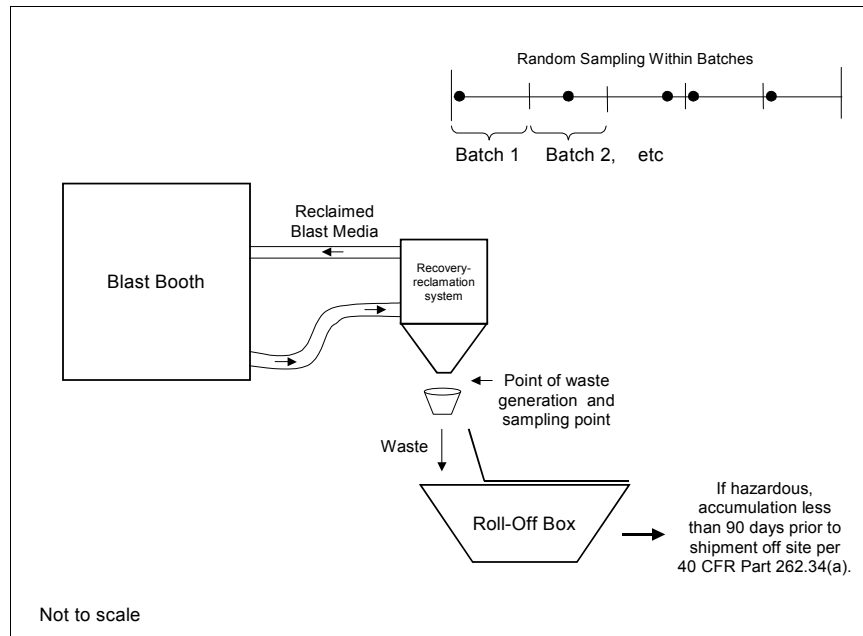 Random Sampling Within Batches
Batch 1 Batch 2, etc
Reclaimed
Blast Media
Blast Booth
Recovery-
reclamation
system
Point of waste
generation and
sampling point
Waste
Roll-Off Box
If hazardous,
accumulation less
than 90 days prior to
shipment off site per
40 CFR Part 262.34(a).
Not to scale